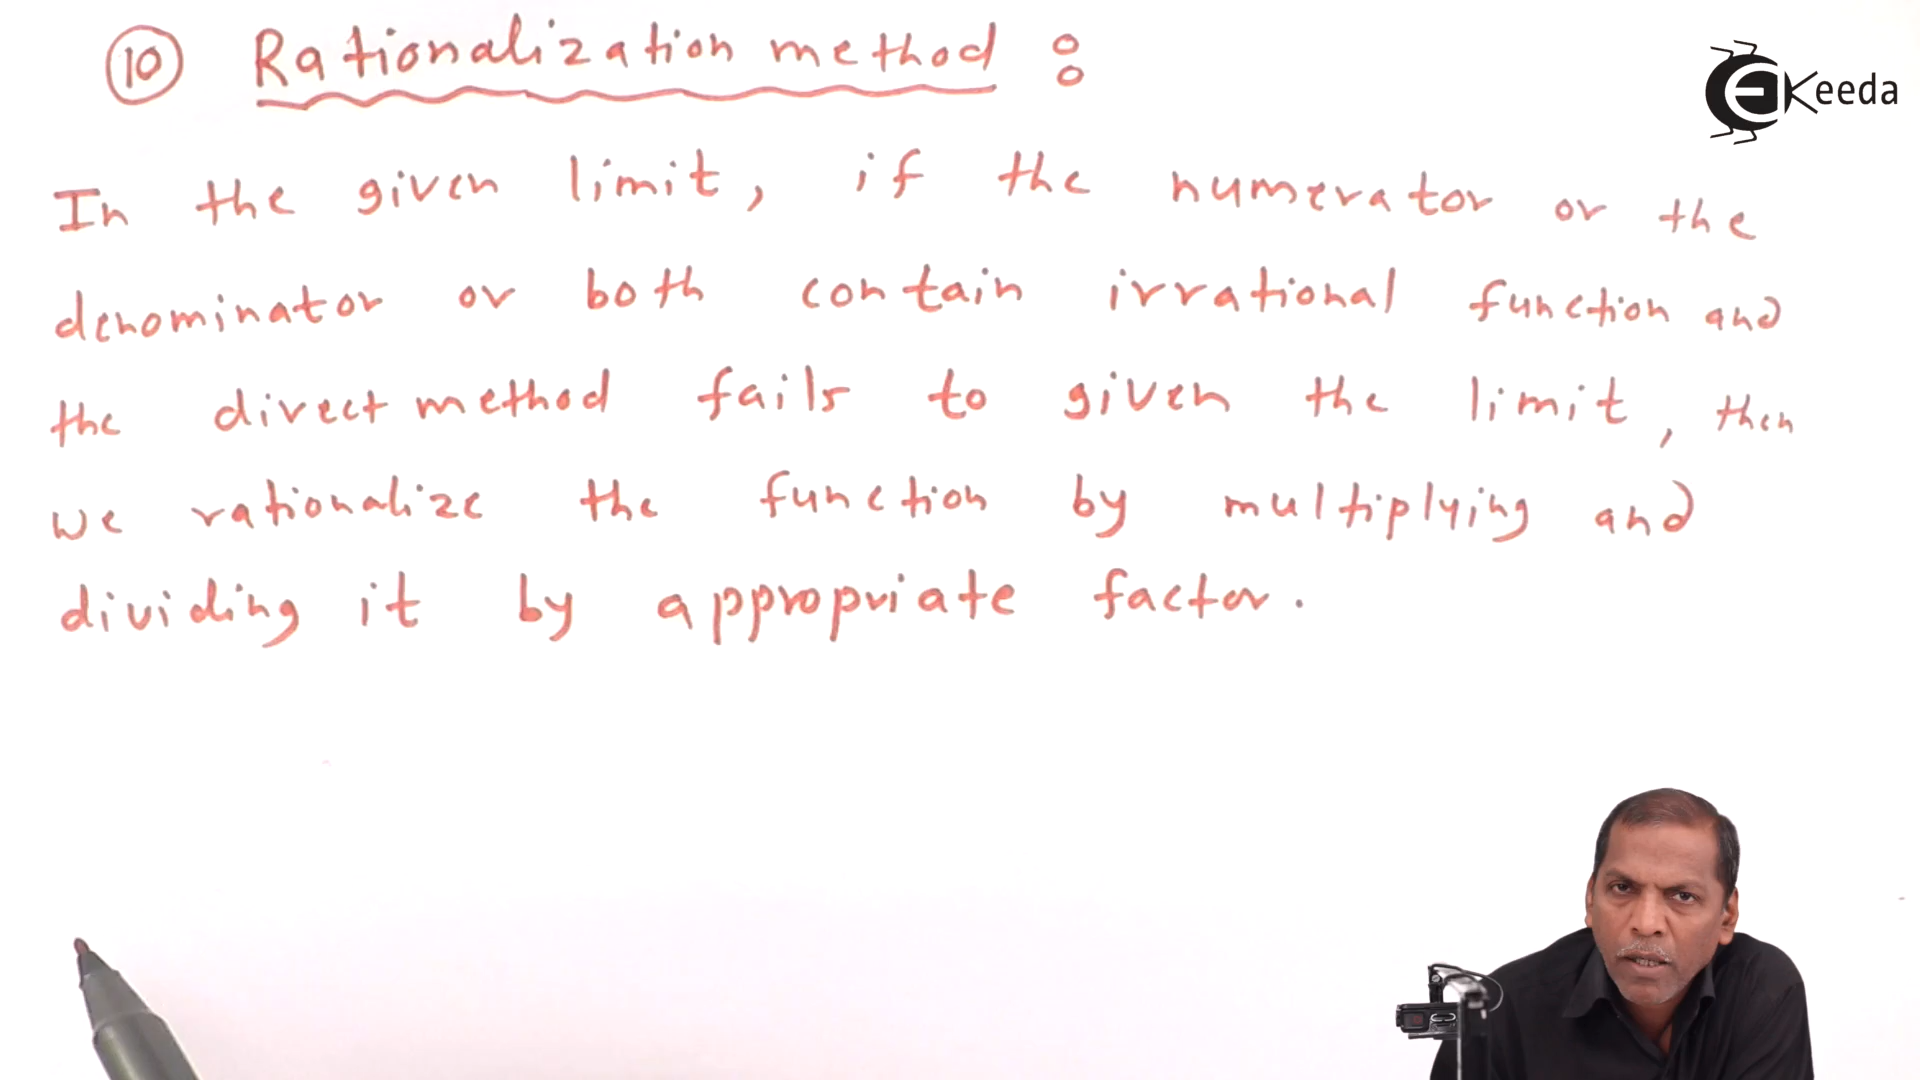 10 Rationalization method :
Keeda
In the given limit, if the numerator or the
denominator or both contain irrational function and
the direct method fails to given the limit, then
we rationalize the function by multiplying and
dividing it by appropriate factor.